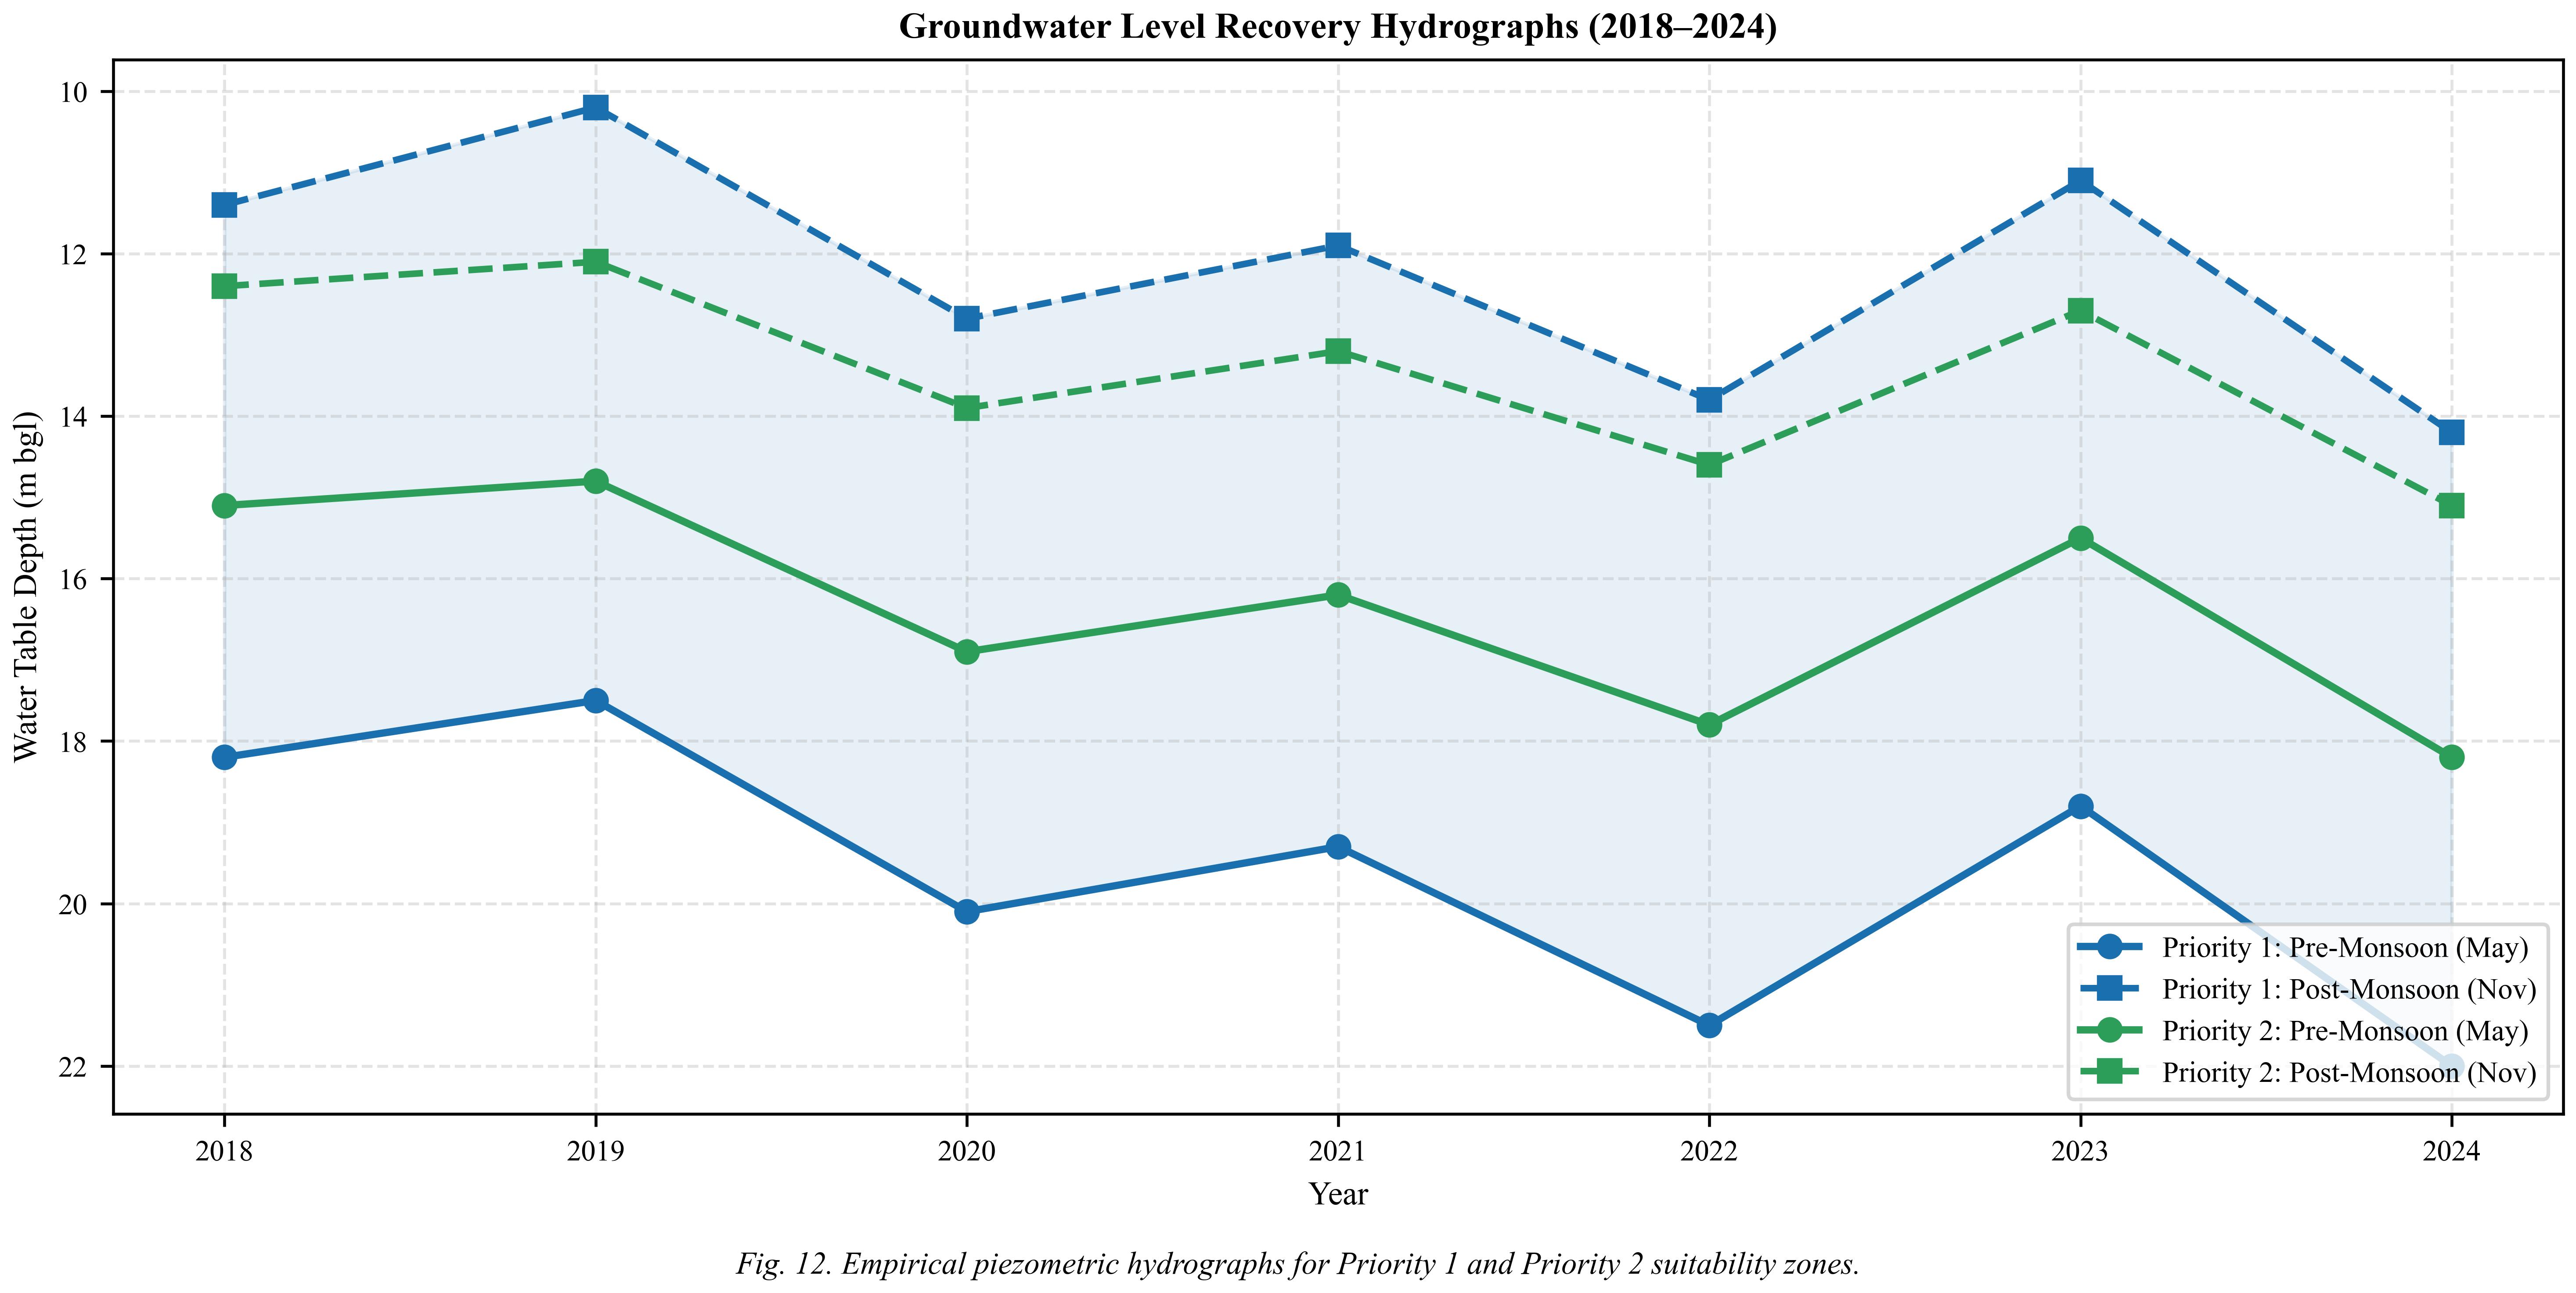 Groundwater Level Recovery Hydrographs (2018–2024)
Water Table Depth (m bgl)
10
12
14
16
18
20
22
Priority 1: Pre-Monsoon (May)
Priority 1: Post-Monsoon (Nov)
Priority 2: Pre-Monsoon (May)
Priority 2: Post-Monsoon (Nov)
2018 2019 2020 2021 2022 2023 2024
Year
Fig. 12. Empirical piezometric hydrographs for Priority 1 and Priority 2 suitability zones.